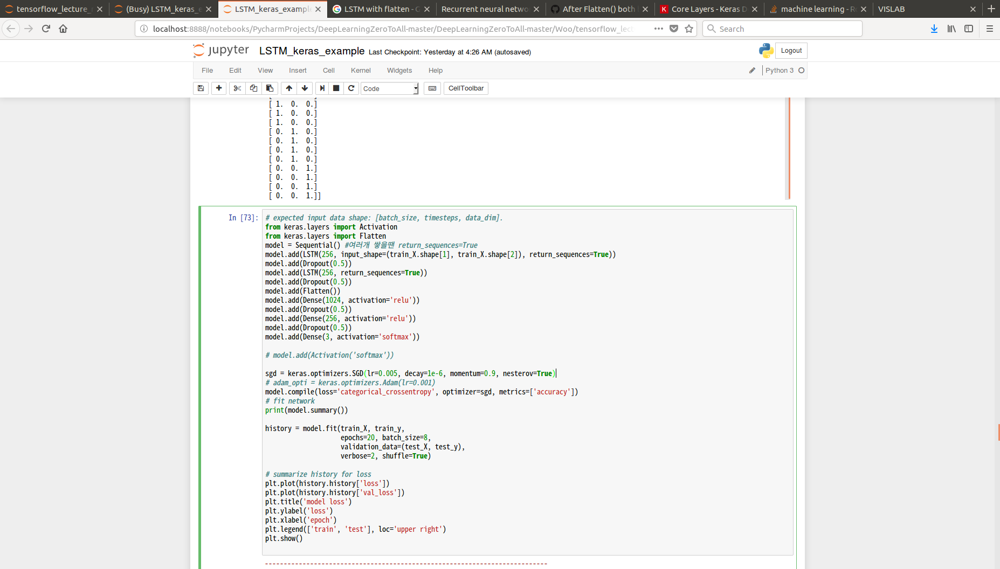 tensorflow_lecture_
(Busy) LSTM_keras_e
LSTM_keras_example
LSTM with flatten - G
Recurrent neural netwo
After Flatten() both
Core Layers - Keras D
machine learning - Ro
VISLAB
localhost:8888/notebooks/PycharmProjects/DeepLearningZeroToAll-master/DeepLearningZeroToAll-master/Woo/tensorflow_lect
Search
jupyter LSTM_keras_example Last Checkpoint: Yesterday at 4:26 AM (autosaved)
Logout
File Edit View Insert Cell Kernel Widgets Help
Python 3
Code
CellToolbar
[ 1. 0. 0.]
[ 1. 0. 0.]
[ 1. 0. 0.]
[ 0. 1. 0.]
[ 0. 1. 0.]
[ 0. 1. 0.]
[ 0. 1. 0.]
[ 0. 0. 1.]
[ 0. 0. 1.]
[ 0. 0. 1.]
[ 0. 0. 1.]]
In [73]:
# expected input data shape: [batch_size, timesteps, data_dim].
from keras.layers import Activation
from keras.layers import Flatten
model = Sequential() #여러개 쌓을땐 return_sequences=True
model.add(LSTM(256, input_shape=(train_X.shape[1], train_X.shape[2]), return_sequences=True))
model.add(Dropout(0.5))
model.add(LSTM(256, return_sequences=True))
model.add(Dropout(0.5))
model.add(Flatten())
model.add(Dense(1024, activation='relu'))
model.add(Dropout(0.5))
model.add(Dense(256, activation='relu'))
model.add(Dropout(0.5))
model.add(Dense(3, activation='softmax'))
# model.add(Activation('softmax'))
sgd = keras.optimizers.SGD(lr=0.005, decay=1e-6, momentum=0.9, nesterov=True)
# adam_opti = keras.optimizers.Adam(lr=0.001)
model.compile(loss='categorical_crossentropy', optimizer=sgd, metrics=['accuracy'])
# fit network
print(model.summary())
history = model.fit(train_X, train_y,
epochs=20, batch_size=8,
validation_data=(test_X, test_y),
verbose=2, shuffle=True)
# summarize history for loss
plt.plot(history.history['loss'])
plt.plot(history.history['val_loss'])
plt.title('model loss')
plt.ylabel('loss')
plt.xlabel('epoch')
plt.legend(['train', 'test'], loc='upper right')
plt.show()
---------------------------------------------------------------------------